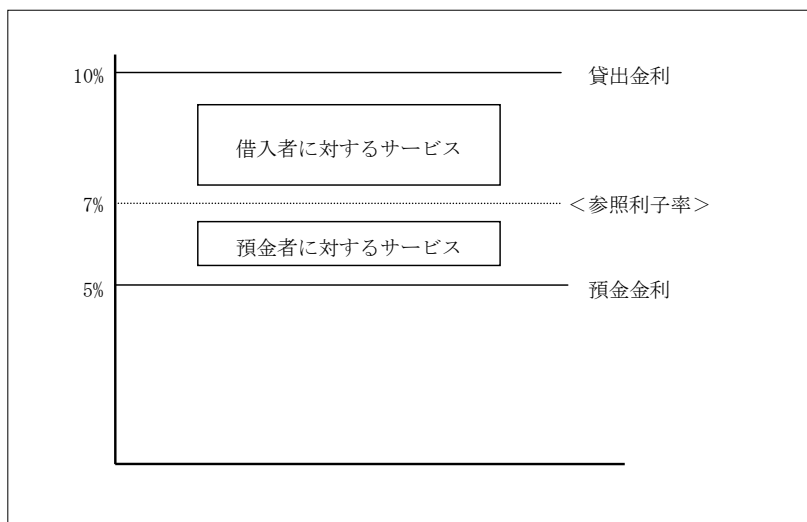 10% 貸出金利
借入者に対するサービス
7% <参照利子率>
預金者に対するサービス
5% 預金金利